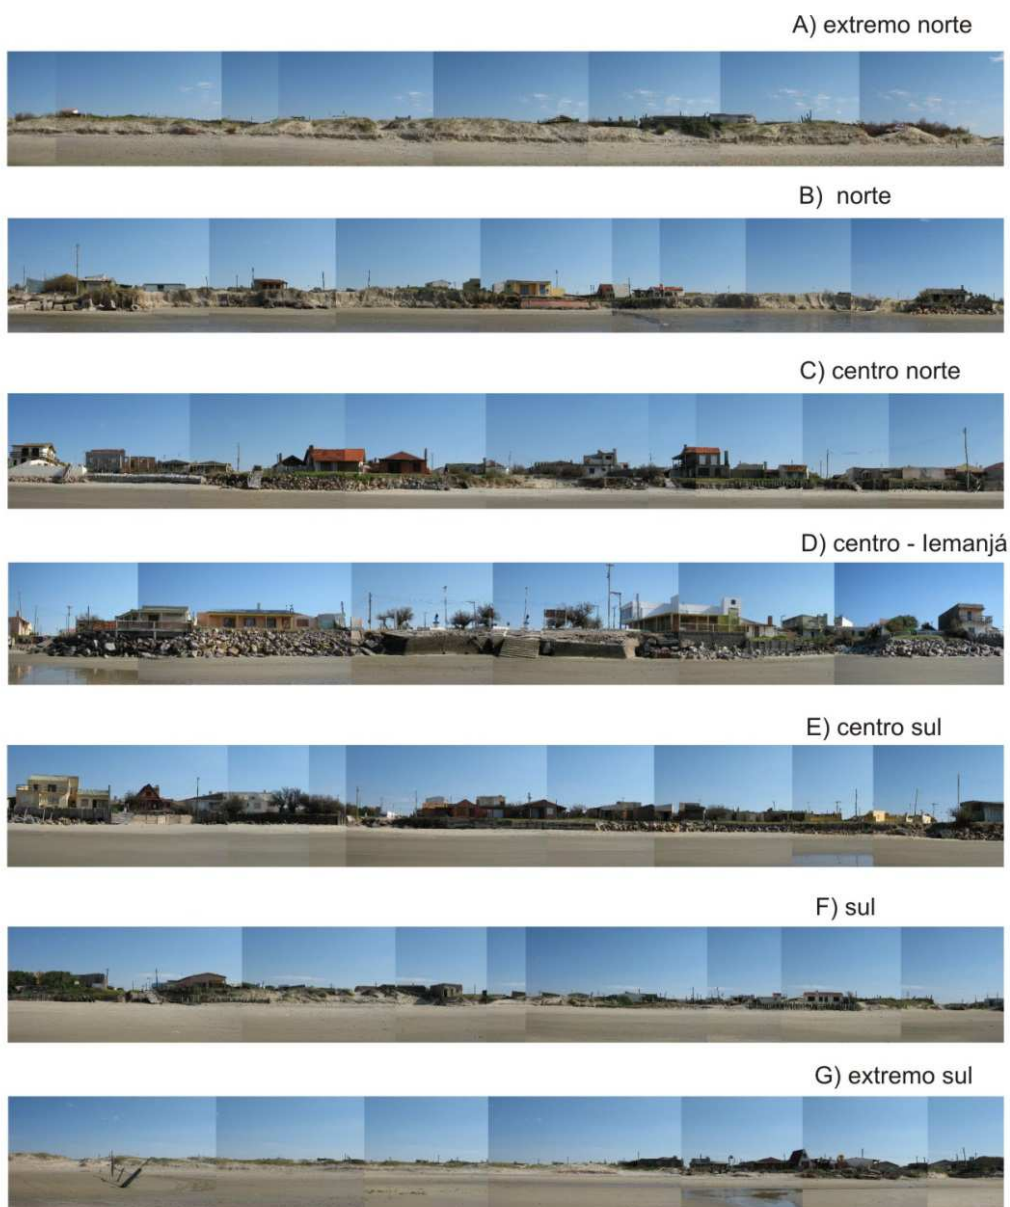 A) extremo norte
B) norte
C) centro norte
D) centro - Iemanjá
E) centro sul
F) sul
G) extremo sul